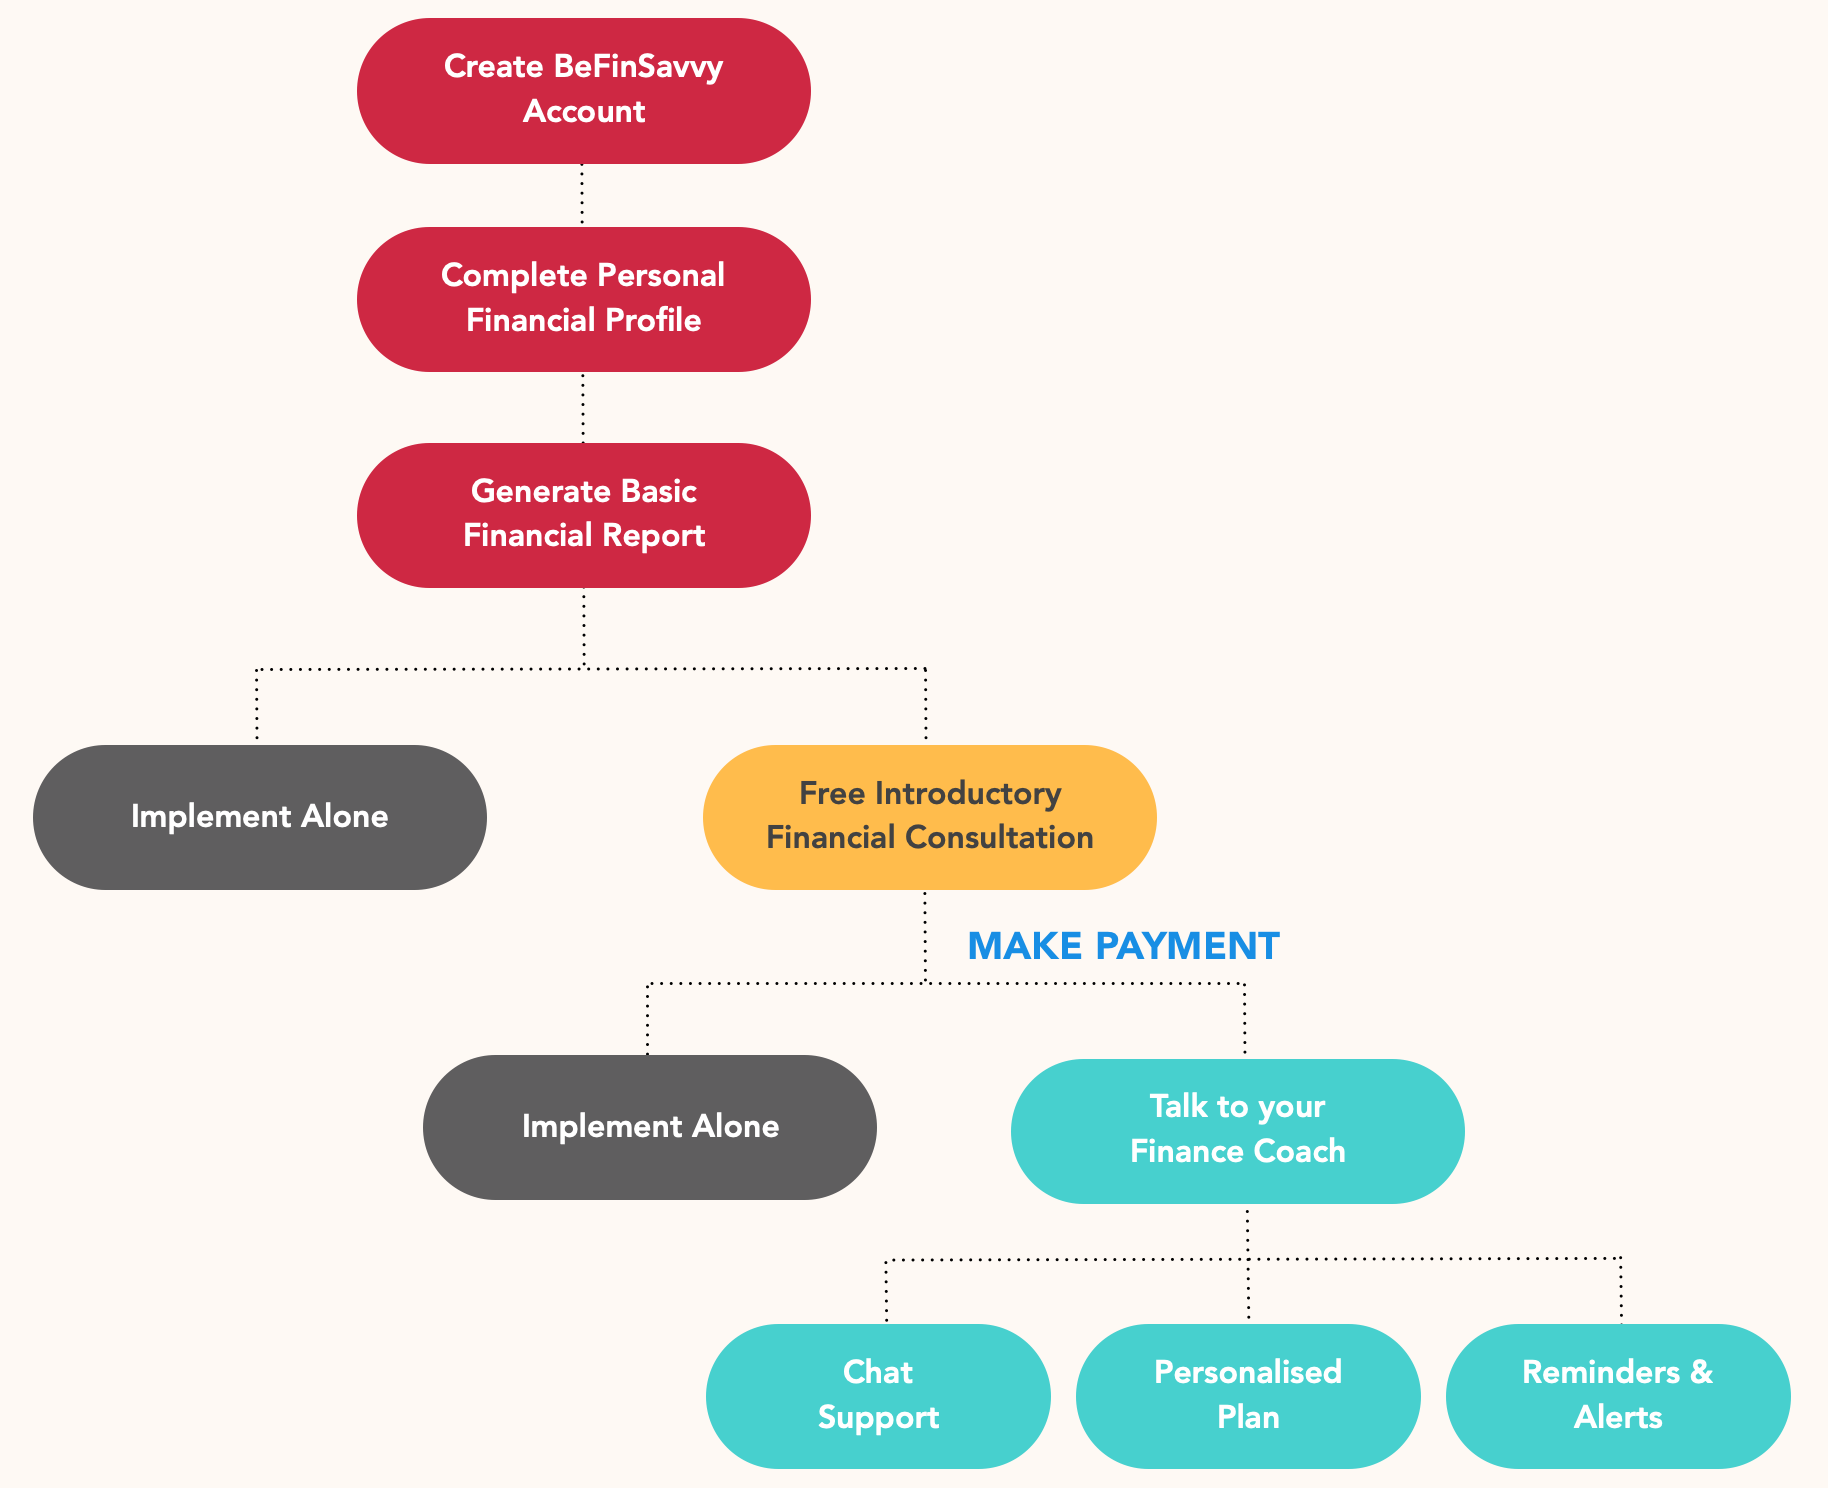 Create BeFinSavvy
Account
Complete Personal
Financial Profile
Generate Basic
Financial Report
Implement Alone
Free Introductory
Financial Consultation
MAKE PAYMENT
Implement Alone
Talk to your
Finance Coach
Chat
Support
Personalised
Plan
Reminders &
Alerts